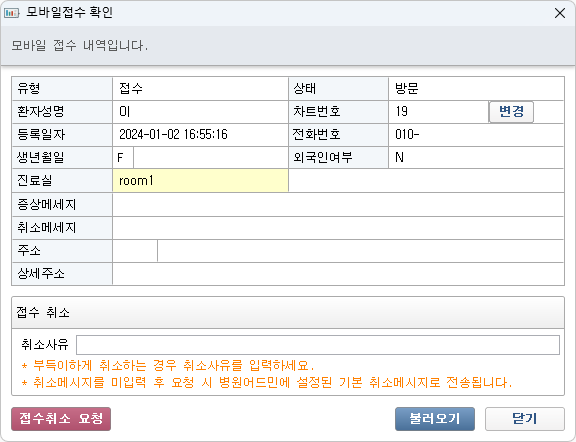 모바일접수 확인
모바일 접수 내역입니다.
유형 접수 상태 방문
환자성명 이 차트번호 19 변경
등록일자 2024-01-02 16:55:16 전화번호 010-
생년월일 F 외국인여부 N
진료실 room1
증상메세지
취소메세지
주소
상세주소
접수 취소
취소사유
* 부득이하게 취소하는 경우 취소사유를 입력하세요.
* 취소메시지를 미입력 후 요청 시 병원어드민에 설정된 기본 취소메시지로 전송됩니다.
접수취소 요청 불러오기 닫기